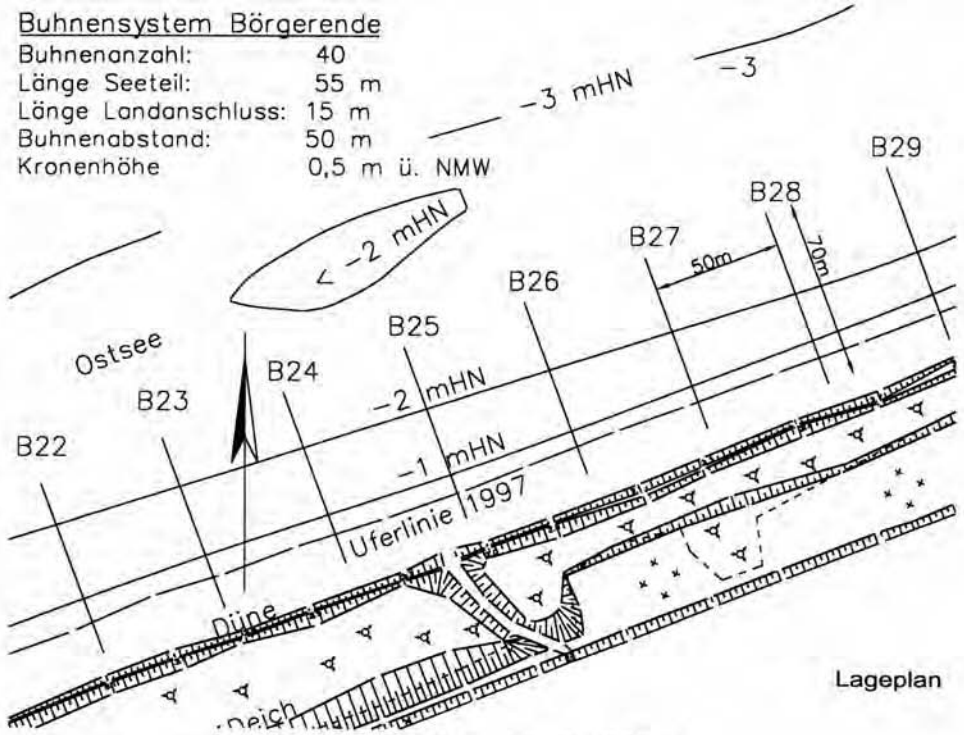 Buhnensystem Börgerende
Buhnenanzahl: 40
Länge Seeteil: 55 m
Länge Landanschluss: 15 m
Buhnenabstand: 50 m
Kronenhöhe 0,5 m ü. NMW
-3
-3 mHN
B29
B28
B27
50m
70m
< -2 mHN
B26
B25
Ostsee
B24
B23
B22
-2 mHN
-1 mHN
Uferlinie 1997
Düne
Deich
Lageplan